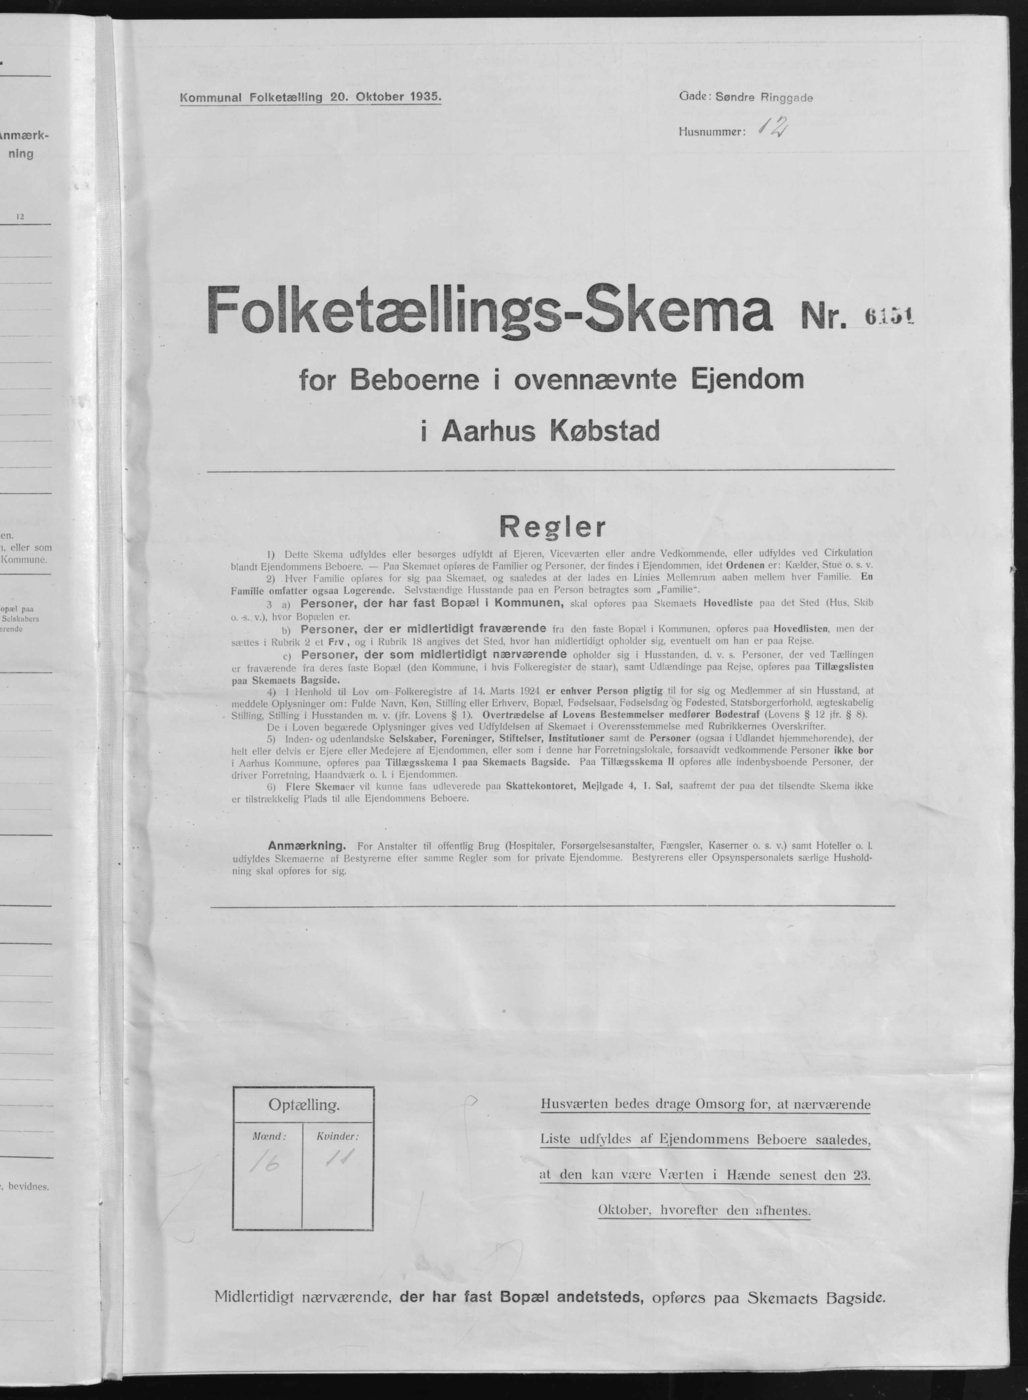 Anmærk-
ning
12
en.
n, eller som
Kommune.
opæl paa
Selskabers
erende
, bevidnes.
Kommunal Folketælling 20. Oktober 1935.
Gade: Søndre Ringgade
Husnummer: 12
Folketællings-Skema Nr. 6151
for Beboerne i ovennævnte Ejendom
i Aarhus Købstad
Regler
1) Dette Skema udfyldes eller besørges udfyldt af Ejeren, Viceværten eller andre Vedkommende, eller udfyldes ved Cirkulation
blandt Ejendommens Beboere. — Paa Skemaet opføres de Familier og Personer, der findes i Ejendommen, idet Ordenen er: Kælder, Stue o. s. v.
2) Hver Familie opføres for sig paa Skemaet, og saaledes at der lades en Linies Mellemrum aaben mellem hver Familie. En
Familie omfatter ogsaa Logerende. Selvstændige Husstande paa en Person betragtes som „Familie“.
3 a) Personer, der har fast Bopæl i Kommunen, skal opføres paa Skemaets Hovedliste paa det Sted (Hus, Skib
o. s. v.), hvor Bopælen er.
b) Personer, der er midlertidigt fraværende fra den faste Bopæl i Kommunen, opføres paa Hovedlisten, men der
sættes i Rubrik 2 et Frv., og i Rubrik 18 angives det Sted, hvor han midlertidigt opholder sig, eventuelt om han er paa Rejse.
c) Personer, der som midlertidigt nærværende opholder sig i Husstanden, d. v. s. Personer, der ved Tællingen
er fraværende fra deres faste Bopæl (den Kommune, i hvis Folkeregister de staar), samt Udlændinge paa Rejse, opføres paa Tillægslisten
paa Skemaets Bagside.
4) I Henhold til Lov om Folkeregistre af 14. Marts 1924 er enhver Person pligtig til for sig og Medlemmer af sin Husstand, at
meddele Oplysninger om: Fulde Navn, Køn, Stilling eller Erhverv, Bopæl, Fødselsaar, Fødselsdag og Fødested, Statsborgerforhold, ægteskabelig
Stilling, Stilling i Husstanden m. v. (jfr. Lovens § 1). Overtrædelse af Lovens Bestemmelser medfører Bødestraf (Lovens § 12 jfr. § 8).
De i Loven begærede Oplysninger gives ved Udfyldelsen af Skemaet i Overensstemmelse med Rubrikkernes Overskrifter.
5) Inden- og udenlandske Selskaber, Foreninger, Stiftelser, Institutioner samt de Personer (ogsaa i Udlandet hjemmehørende), der
helt eller delvis er Ejere eller Medejere af Ejendommen, eller som i denne har Forretningslokale, forsaavidt vedkommende Personer ikke bor
i Aarhus Kommune, opføres paa Tillægsskema I paa Skemaets Bagside. Paa Tillægsskema II opføres alle indenbysboende Personer, der
driver Forretning, Haandværk o. l. i Ejendommen.
6) Flere Skemaer vil kunne faas udleverede paa Skattekontoret, Mejlgade 4, 1. Sal, saafremt der paa det tilsendte Skema ikke
er tilstrækkelig Plads til alle Ejendommens Beboere.
Anmærkning. For Anstalter til offentlig Brug (Hospitaler, Forsørgelsesanstalter, Fængsler, Kaserner o. s. v.) samt Hoteller o. l.
udfyldes Skemaerne af Bestyrerne efter samme Regler som for private Ejendomme. Bestyrerens eller Opsynspersonalets særlige Hushold-
ning skal opføres for sig.
Optælling.
Mænd: Kvinder:
16 11
Husværten bedes drage Omsorg for, at nærværende
Liste udfyldes af Ejendommens Beboere saaledes,
at den kan være Værten i Hænde senest den 23.
Oktober, hvorefter den afhentes.
Midlertidigt nærværende, der har fast Bopæl andetsteds, opføres paa Skemaets Bagside.